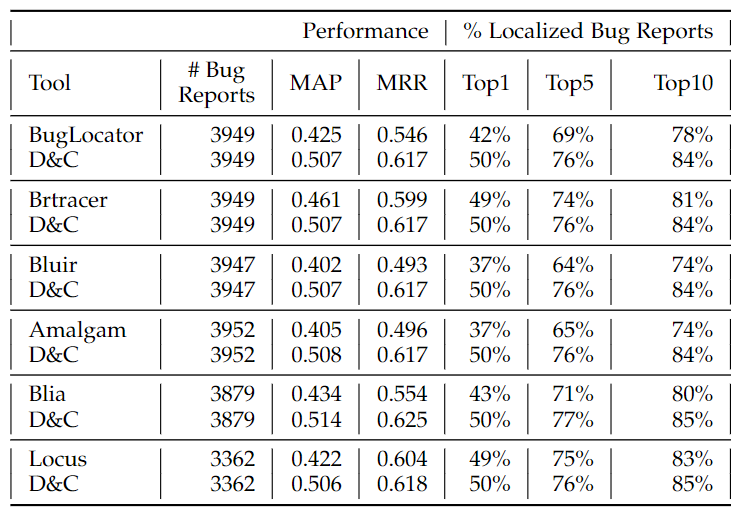 Performance % Localized Bug Reports
Tool # Bug Reports MAP MRR Top1 Top5 Top10
BugLocator 3949 0.425 0.546 42% 69% 78%
D&C 3949 0.507 0.617 50% 76% 84%
Brtracer 3949 0.461 0.599 49% 74% 81%
D&C 3949 0.507 0.617 50% 76% 84%
Bluir 3947 0.402 0.493 37% 64% 74%
D&C 3947 0.507 0.617 50% 76% 84%
Amalgam 3952 0.405 0.496 37% 65% 74%
D&C 3952 0.508 0.617 50% 76% 84%
Blia 3879 0.434 0.554 43% 71% 80%
D&C 3879 0.514 0.625 50% 77% 85%
Locus 3362 0.422 0.604 49% 75% 83%
D&C 3362 0.506 0.618 50% 76% 85%